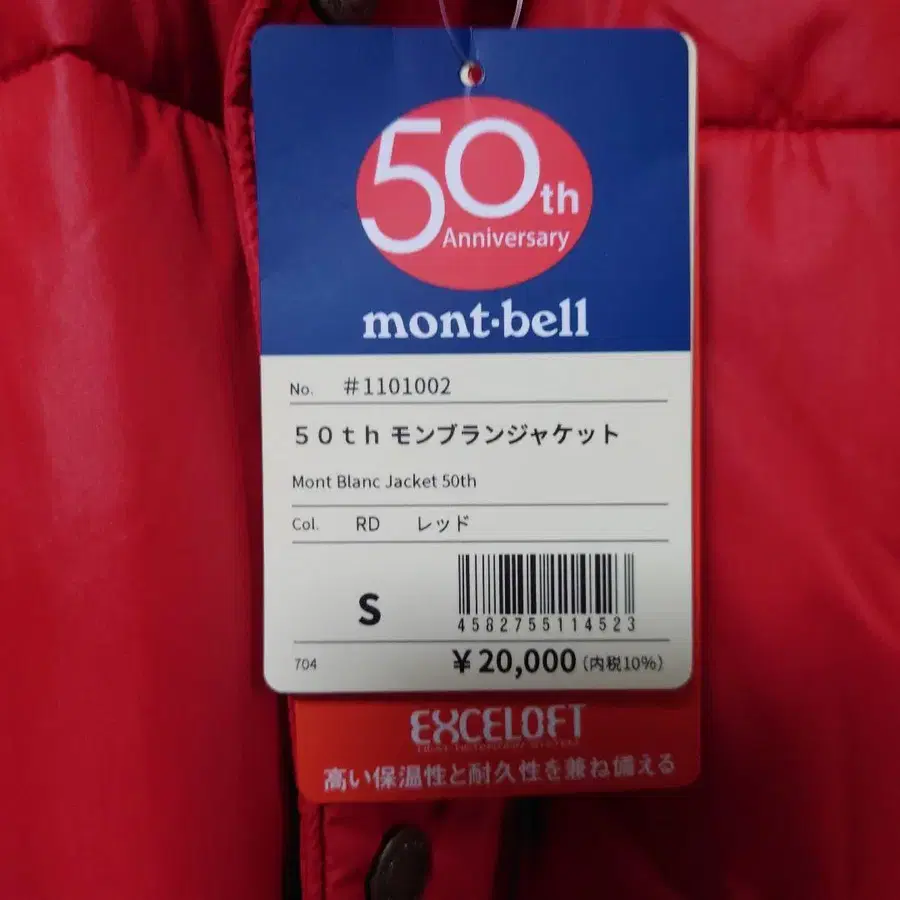 50th
Anniversary
mont·bell
No. #1101002
50th モンブランジャケット
Mont Blanc Jacket 50th
Col. RD レッド
S
4582755114523
704 ¥20,000(内税10%)
EXCELOFT
高い保温性と耐久性を兼ね備える